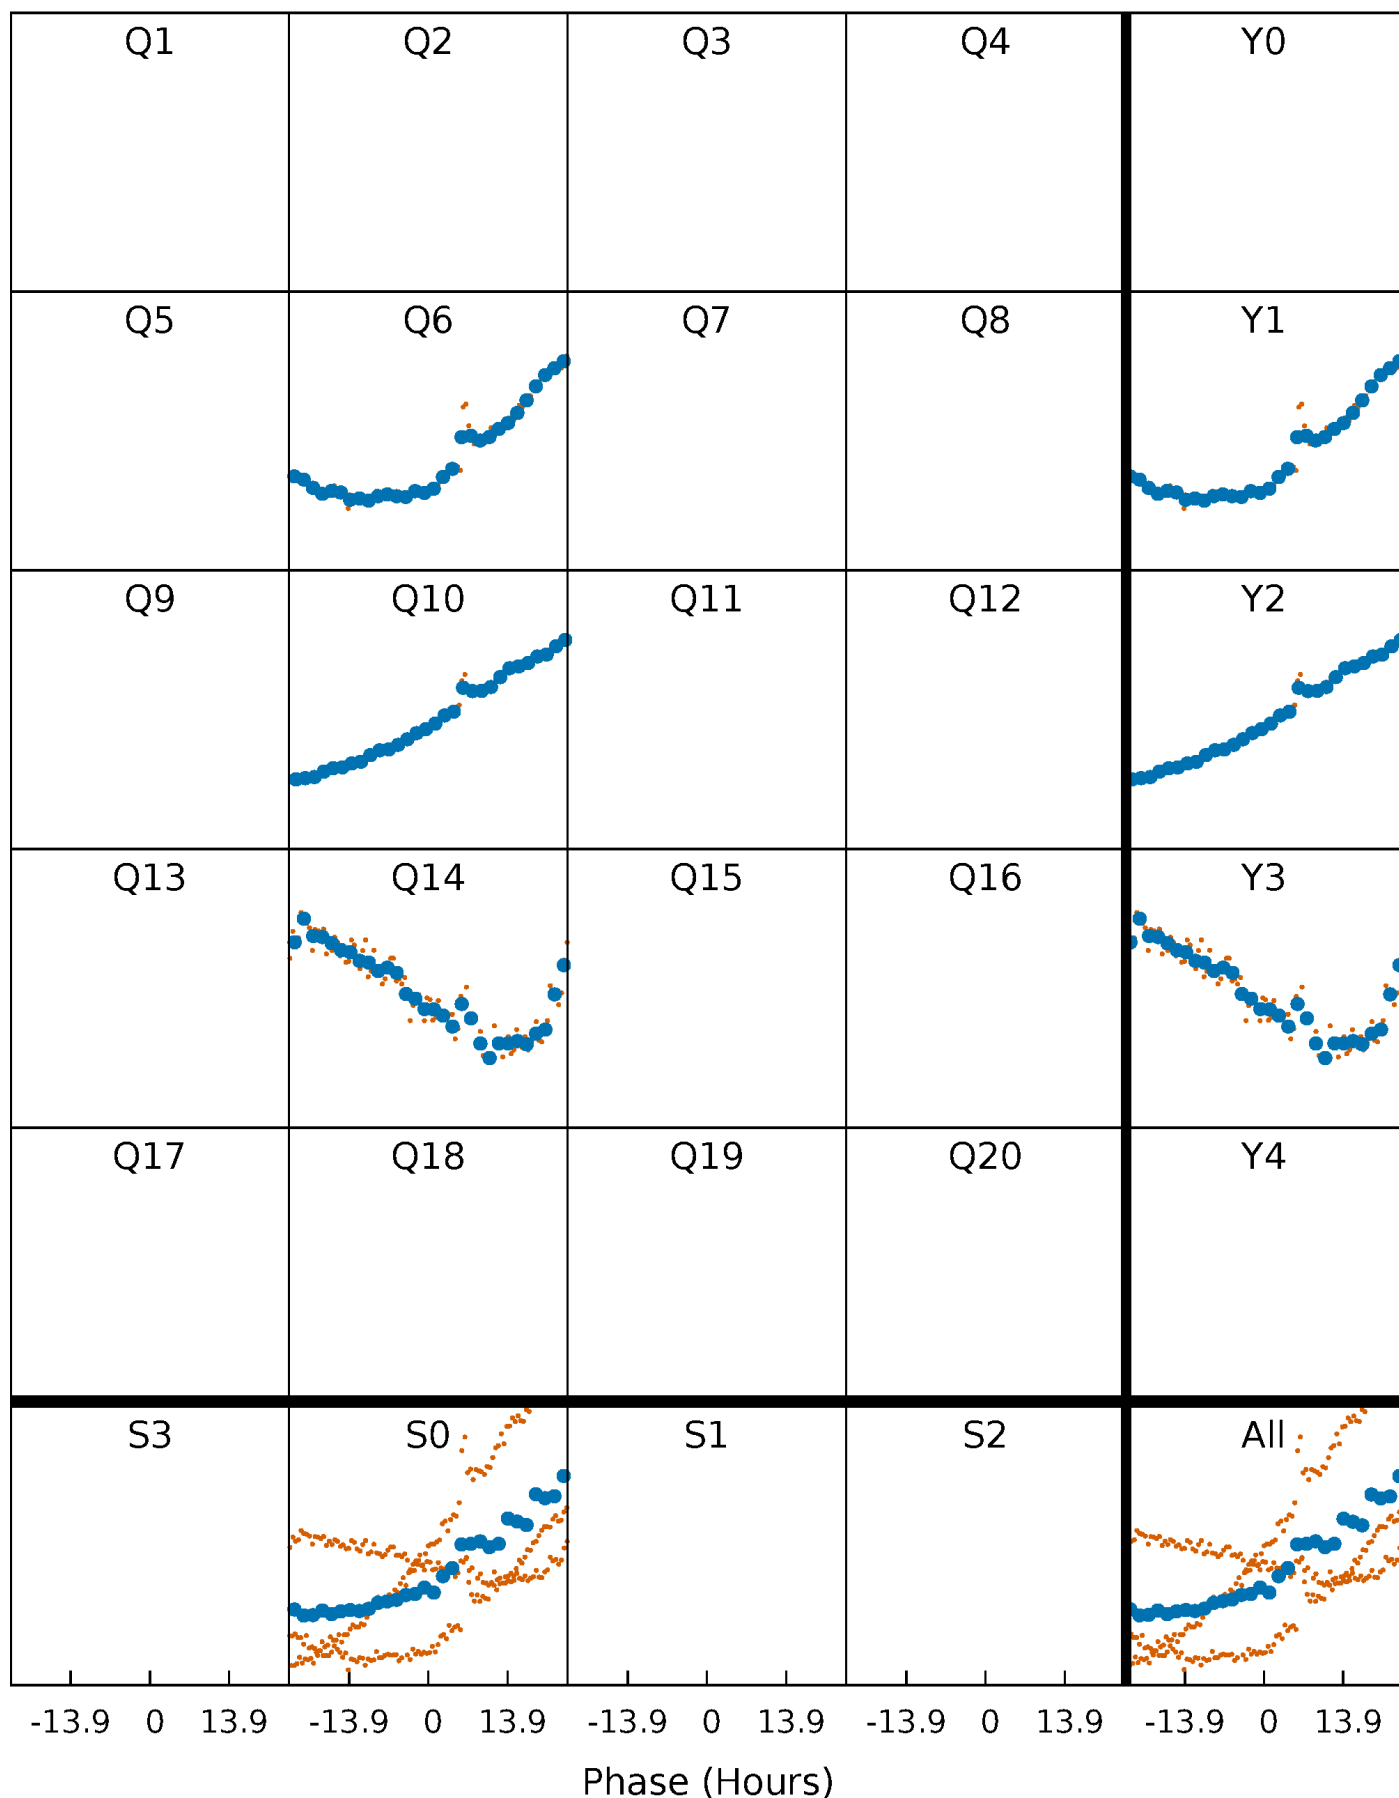 Q1 Q2 Q3 Q4 Y0
Q5 Q6 Q7 Q8 Y1
Q9 Q10 Q11 Q12 Y2
Q13 Q14 Q15 Q16 Y3
Q17 Q18 Q19 Q20 Y4
S3 S0 S1 S2 All
-13.9 0 13.9 -13.9 0 13.9 -13.9 0 13.9 -13.9 0 13.9 -13.9 0 13.9
Phase (Hours)